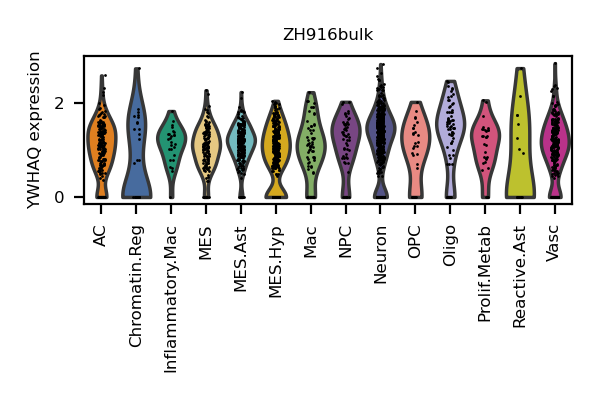 ZH916bulk
YWHAQ expression
2
0
AC
Chromatin.Reg
Inflammatory.Mac
MES
MES.Ast
MES.Hyp
Mac
NPC
Neuron
OPC
Oligo
Prolif.Metab
Reactive.Ast
Vasc